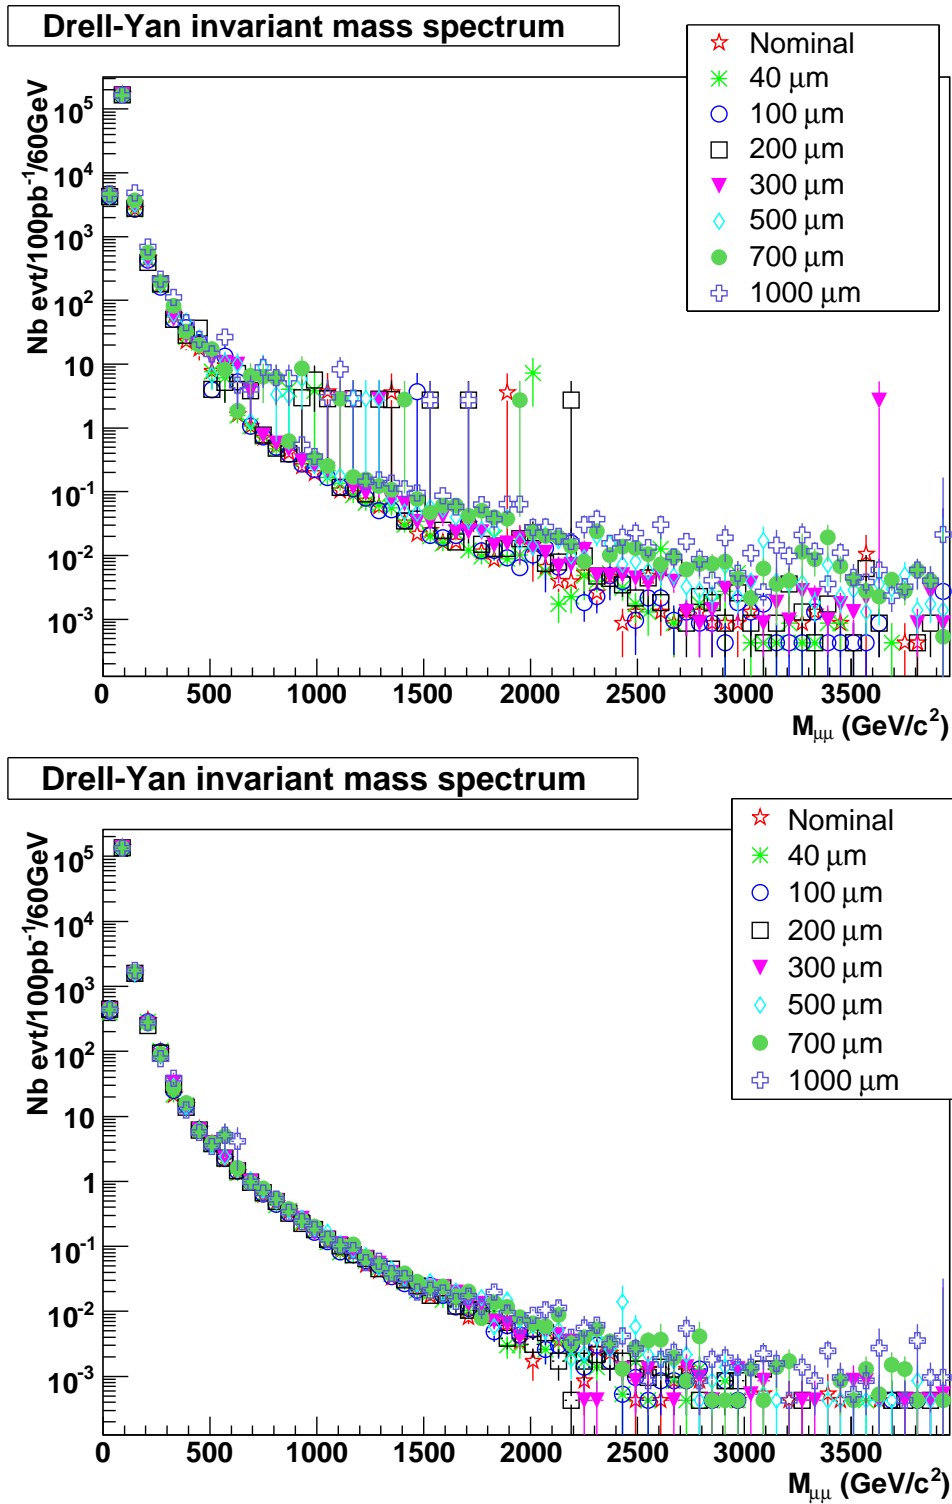 Drell-Yan invariant mass spectrum
Nb evt/100pb⁻¹/60GeV
Nominal
40 μm
100 μm
200 μm
300 μm
500 μm
700 μm
1000 μm
10⁵
10⁴
10³
10²
10
1
10⁻¹
10⁻²
10⁻³
0 500 1000 1500 2000 2500 3000 3500
M_μμ (GeV/c²)
Drell-Yan invariant mass spectrum
Nb evt/100pb⁻¹/60GeV
Nominal
40 μm
100 μm
200 μm
300 μm
500 μm
700 μm
1000 μm
10⁵
10⁴
10³
10²
10
1
10⁻¹
10⁻²
10⁻³
0 500 1000 1500 2000 2500 3000 3500
M_μμ (GeV/c²)